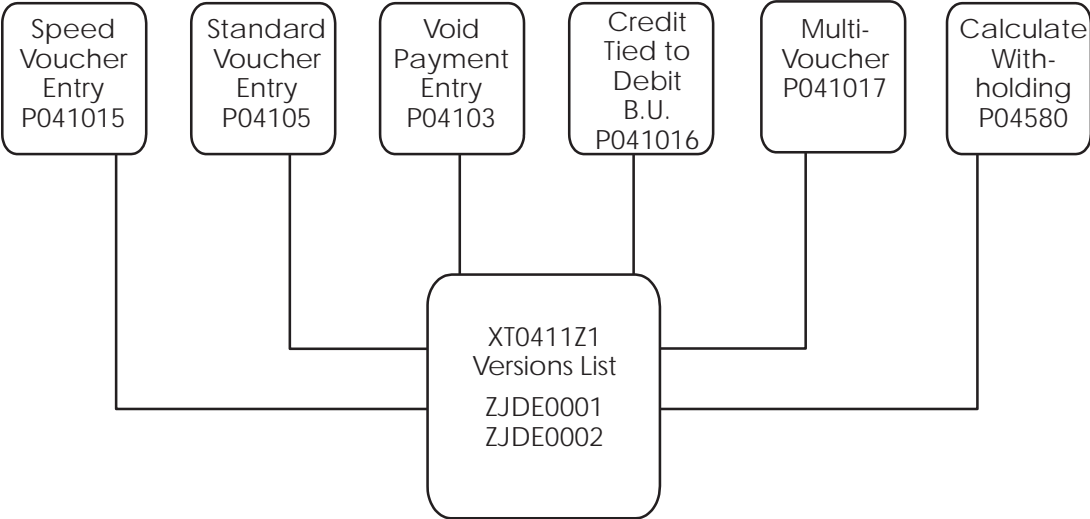 Speed
Voucher
Entry
P041015
Standard
Voucher
Entry
P04105
Void
Payment
Entry
P04103
Credit
Tied to
Debit
B.U.
P041016
Multi-
Voucher
P041017
Calculate
With-
holding
P04580
XT0411Z1
Versions List
ZJDE0001
ZJDE0002